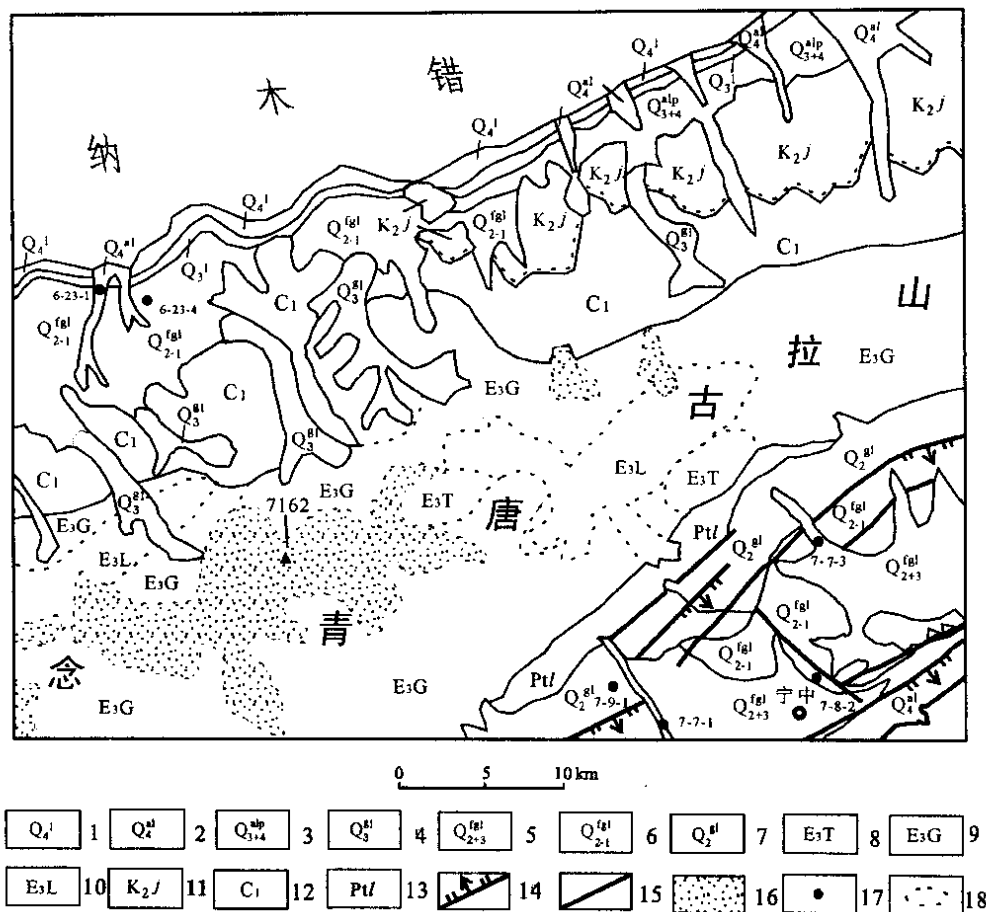 纳 木 错
Q₄ˡ
Q₄ᵃˡ
Q₃₊₄ᵃˡᵖ
Q₄ᵃˡ
Q₄ᵃˡ
Q₃ˡ
Q₃₊₄ᵃˡᵖ
K₂j
Q₄ˡ
K₂j
K₂j
K₂j
Q₄ˡ
Q₂₋₁ᶠᵍˡ
K₂j
Q₂₋₁ᶠᵍˡ
K₂j
Q₃ᵍˡ
C₁
Q₄ˡ
Q₄ᵃˡ
Q₃ˡ
6-23-1
6-23-4
C₁
Q₃ᵍˡ
C₁
Q₂₋₁ᶠᵍˡ
Q₂₋₁ᶠᵍˡ
C₁
Q₃ᵍˡ
E₃G
E₃G
C₁
Q₃ᵍˡ
E₃L
E₃T
Q₂ᵍˡ
C₁
Q₃ᵍˡ
7162
E₃G
E₃T
Q₂₋₁ᶠᵍˡ
E₃G
Ptl
Q₂ᵍˡ
7-7-3
Q₂₊₃ᶠᵍˡ
E₃L
E₃G
Q₂₋₁ᶠᵍˡ
Q₂₋₁ᶠᵍˡ
E₃G
E₃G
Ptl
Q₂ᵍˡ
7-9-1
7-7-1
Q₂₊₃ᶠᵍˡ
宁中
7-8-2
Q₄ᵃˡ
念 青 唐 古 拉 山
0 5 10 km
Q₄ˡ 1 Q₄ᵃˡ 2 Q₃₊₄ᵃˡᵖ 3 Q₃ᵍˡ 4 Q₂₊₃ᶠᵍˡ 5 Q₂₋₁ᶠᵍˡ 6 Q₂ᵍˡ 7 E₃T 8 E₃G 9
E₃L 10 K₂j 11 C₁ 12 Ptl 13 14 15 16 17 18